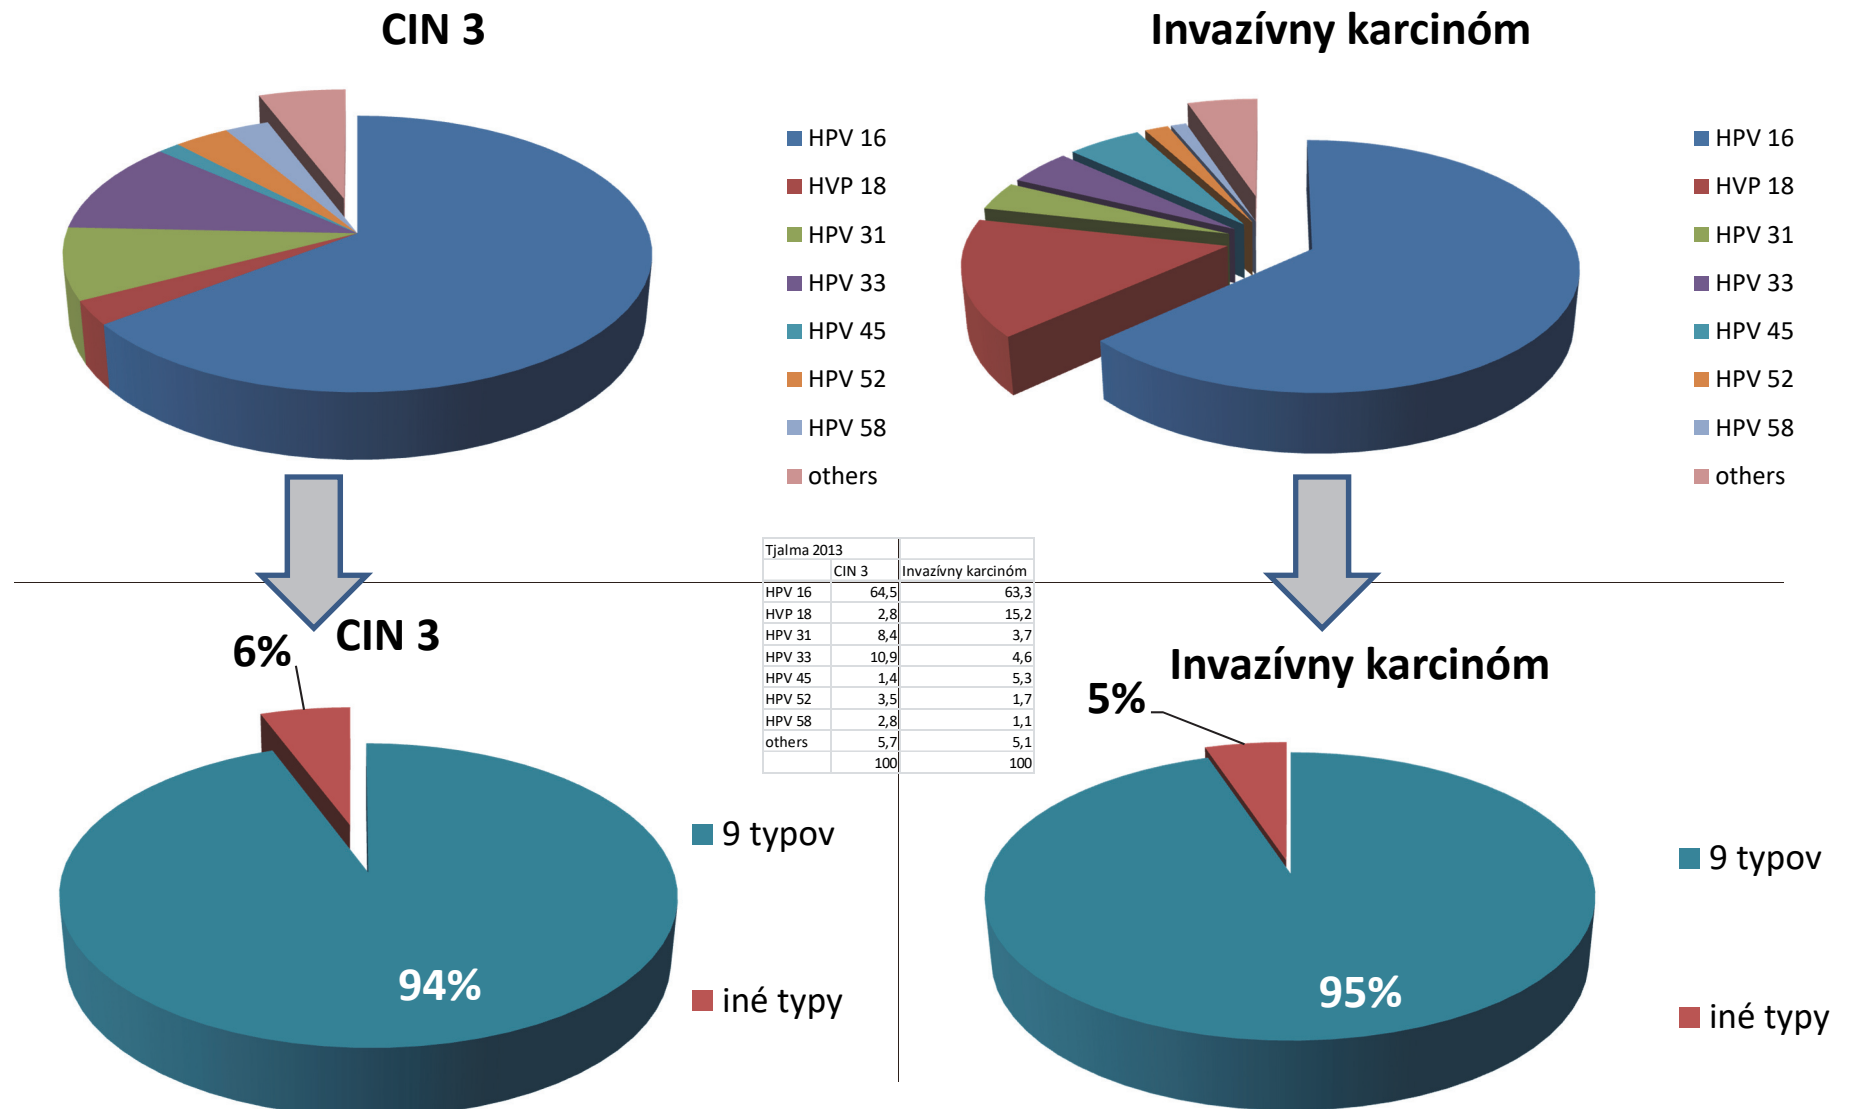 CIN 3
HPV 16
HVP 18
HPV 31
HPV 33
HPV 45
HPV 52
HPV 58
others
Invazívny karcinóm
HPV 16
HVP 18
HPV 31
HPV 33
HPV 45
HPV 52
HPV 58
others
Tjalma 2013
CIN 3 Invazívny karcinóm
HPV 16 64,5 63,3
HVP 18 2,8 15,2
HPV 31 8,4 3,7
HPV 33 10,9 4,6
HPV 45 1,4 5,3
HPV 52 3,5 1,7
HPV 58 2,8 1,1
others 5,7 5,1
100 100
CIN 3
6%
94%
9 typov
iné typy
Invazívny karcinóm
5%
95%
9 typov
iné typy